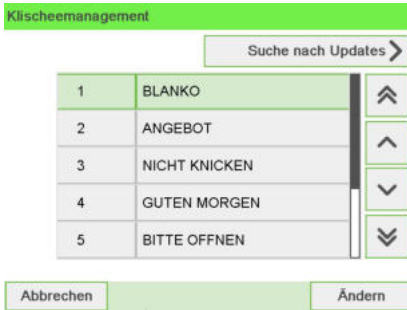 Klischeemanagement
Suche nach Updates
1 BLANKO
2 ANGEBOT
3 NICHT KNICKEN
4 GUTEN MORGEN
5 BITTE OFFNEN
Abbrechen Ändern